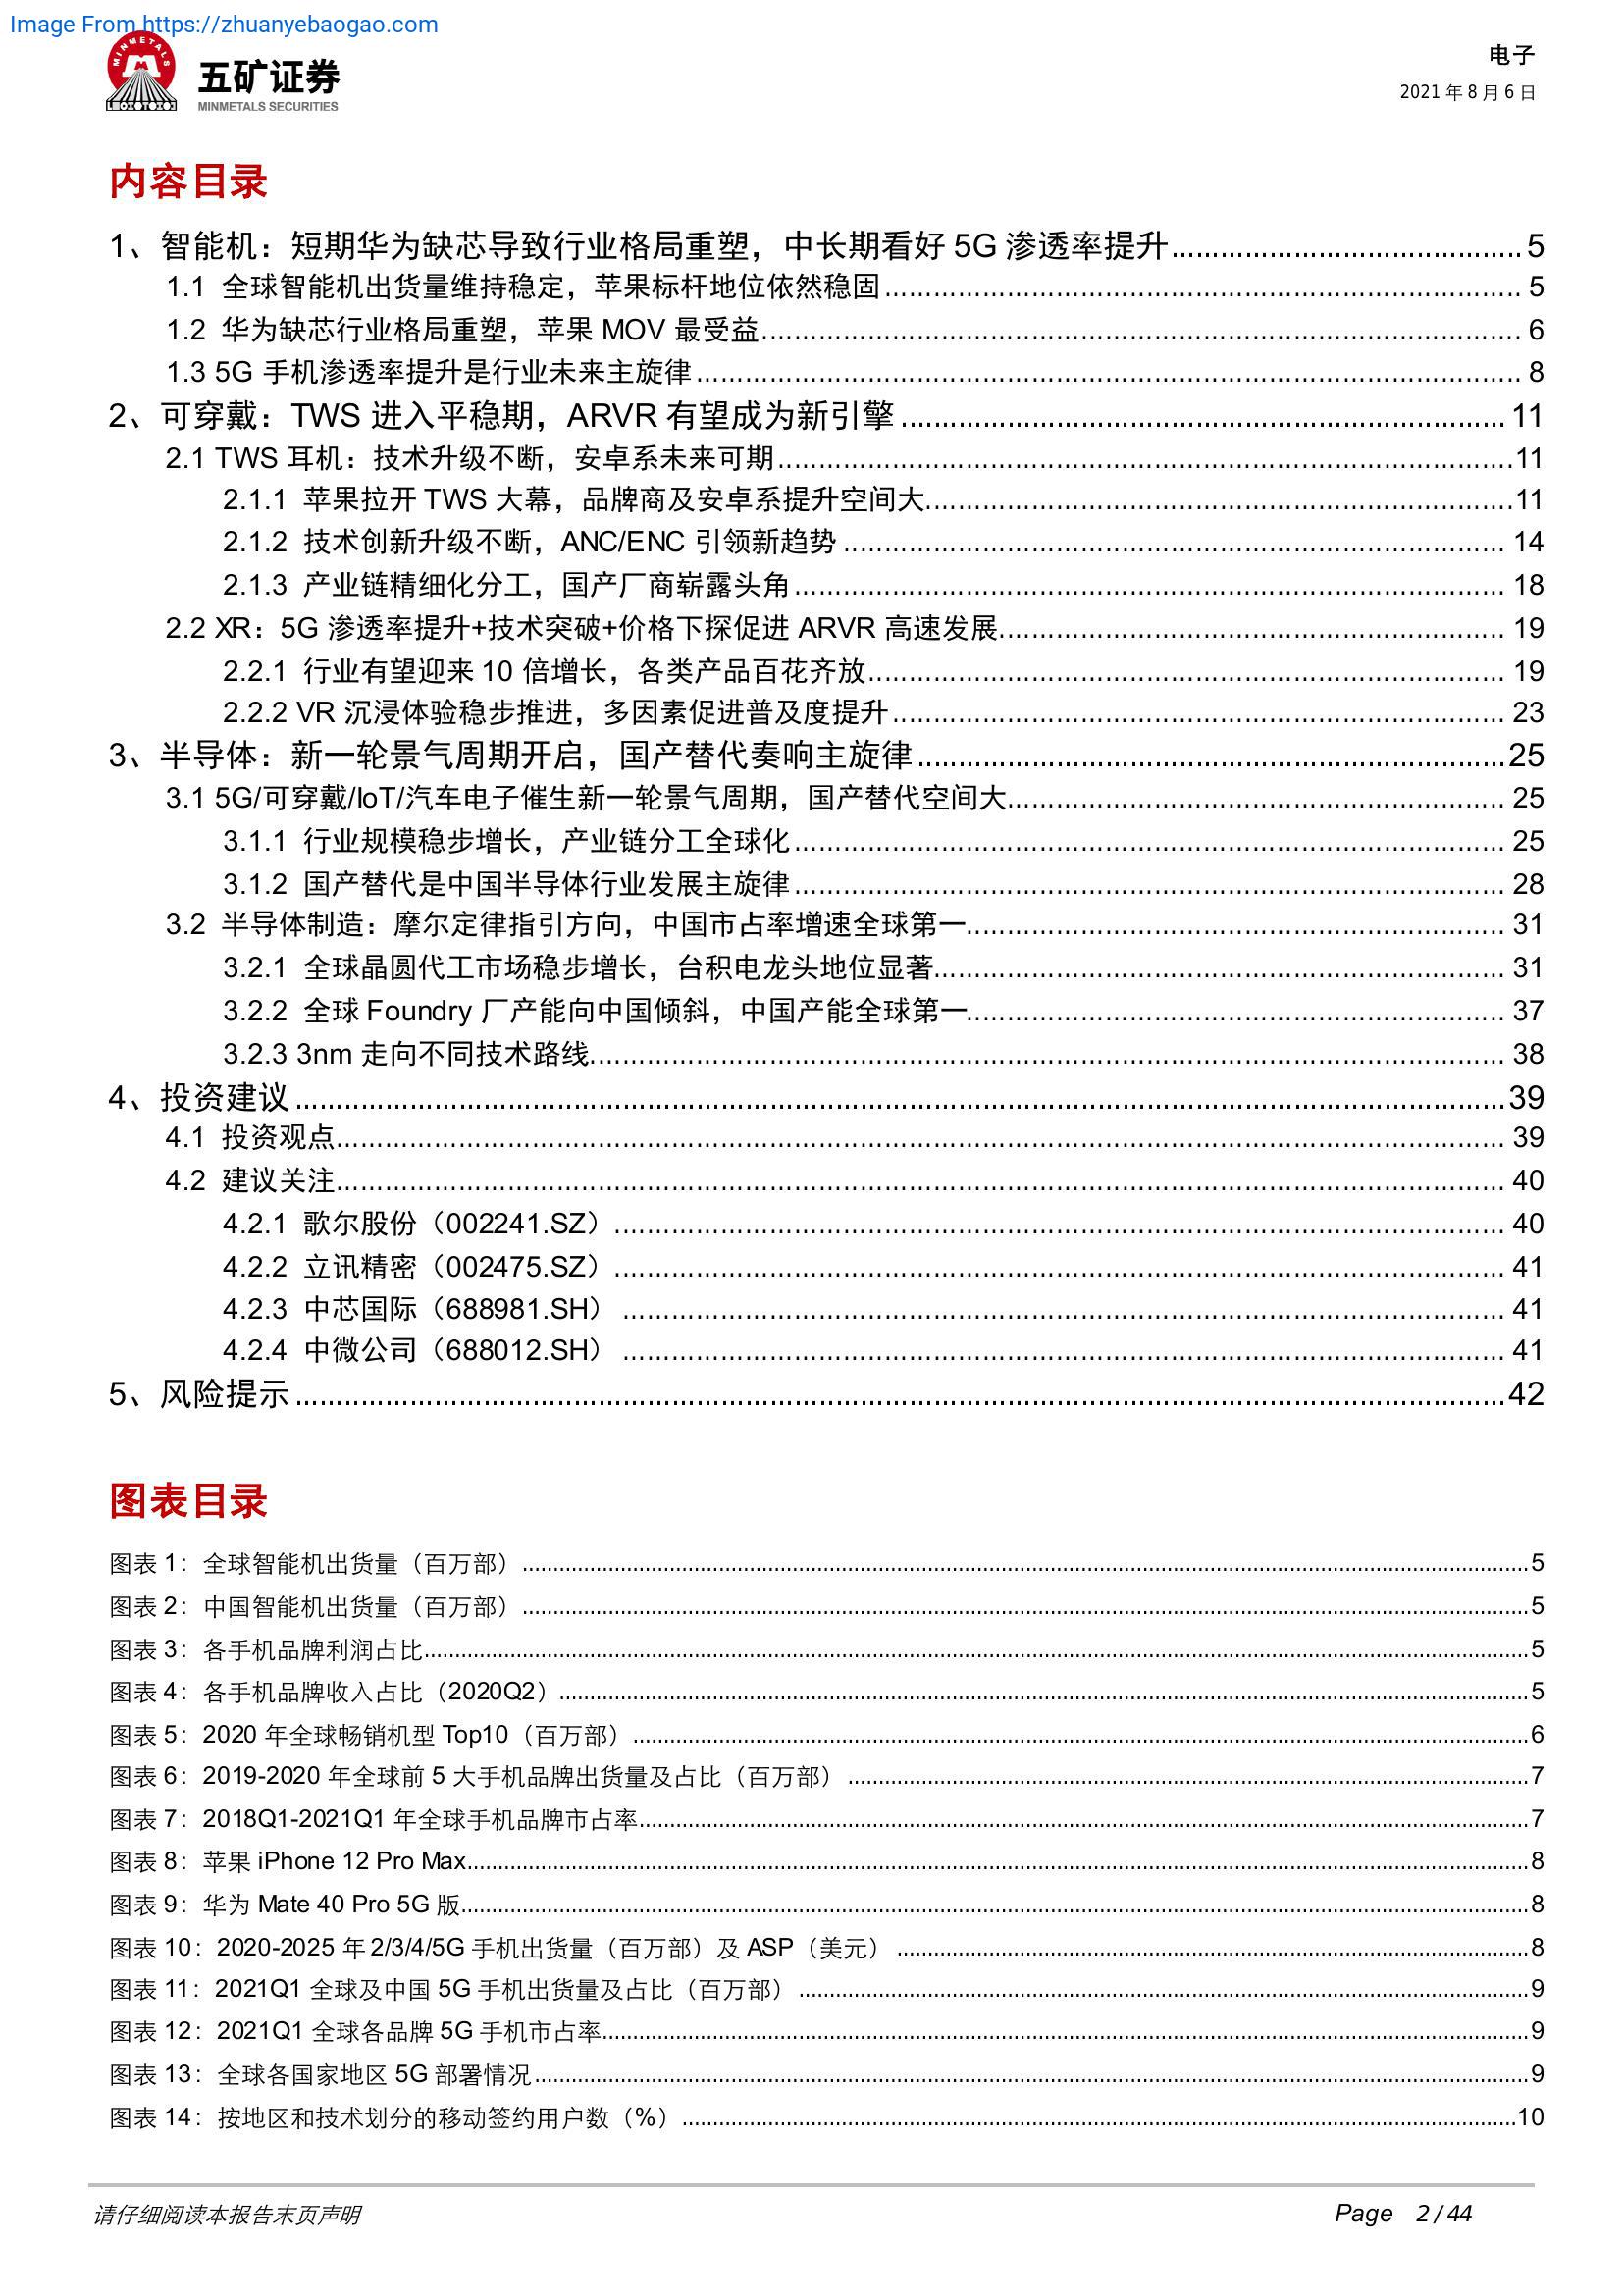 Image From https://zhuanyebaogao.com
MINMETALS
五矿证券
MINMETALS SECURITIES
电子
2021 年 8 月 6 日
内容目录
1、智能机：短期华为缺芯导致行业格局重塑，中长期看好 5G 渗透率提升 5
1.1 全球智能机出货量维持稳定，苹果标杆地位依然稳固 5
1.2 华为缺芯行业格局重塑，苹果 MOV 最受益 6
1.3 5G 手机渗透率提升是行业未来主旋律 8
2、可穿戴：TWS 进入平稳期，ARVR 有望成为新引擎 11
2.1 TWS 耳机：技术升级不断，安卓系未来可期 11
2.1.1 苹果拉开 TWS 大幕，品牌商及安卓系提升空间大 11
2.1.2 技术创新升级不断，ANC/ENC 引领新趋势 14
2.1.3 产业链精细化分工，国产厂商崭露头角 18
2.2 XR：5G 渗透率提升+技术突破+价格下探促进 ARVR 高速发展 19
2.2.1 行业有望迎来 10 倍增长，各类产品百花齐放 19
2.2.2 VR 沉浸体验稳步推进，多因素促进普及度提升 23
3、半导体：新一轮景气周期开启，国产替代奏响主旋律 25
3.1 5G/可穿戴/IoT/汽车电子催生新一轮景气周期，国产替代空间大 25
3.1.1 行业规模稳步增长，产业链分工全球化 25
3.1.2 国产替代是中国半导体行业发展主旋律 28
3.2 半导体制造：摩尔定律指引方向，中国市占率增速全球第一 31
3.2.1 全球晶圆代工市场稳步增长，台积电龙头地位显著 31
3.2.2 全球 Foundry 厂产能向中国倾斜，中国产能全球第一 37
3.2.3 3nm 走向不同技术路线 38
4、投资建议 39
4.1 投资观点 39
4.2 建议关注 40
4.2.1 歌尔股份（002241.SZ） 40
4.2.2 立讯精密（002475.SZ） 41
4.2.3 中芯国际（688981.SH） 41
4.2.4 中微公司（688012.SH） 41
5、风险提示 42
图表目录
图表 1：全球智能机出货量（百万部） 5
图表 2：中国智能机出货量（百万部） 5
图表 3：各手机品牌利润占比 5
图表 4：各手机品牌收入占比（2020Q2） 5
图表 5：2020 年全球畅销机型 Top10（百万部） 6
图表 6：2019-2020 年全球前 5 大手机品牌出货量及占比（百万部） 7
图表 7：2018Q1-2021Q1 年全球手机品牌市占率 7
图表 8：苹果 iPhone 12 Pro Max 8
图表 9：华为 Mate 40 Pro 5G 版 8
图表 10：2020-2025 年 2/3/4/5G 手机出货量（百万部）及 ASP（美元） 8
图表 11：2021Q1 全球及中国 5G 手机出货量及占比（百万部） 9
图表 12：2021Q1 全球各品牌 5G 手机市占率 9
图表 13：全球各国家地区 5G 部署情况 9
图表 14：按地区和技术划分的移动签约用户数（%） 10
请仔细阅读本报告末页声明
Page 2 / 44